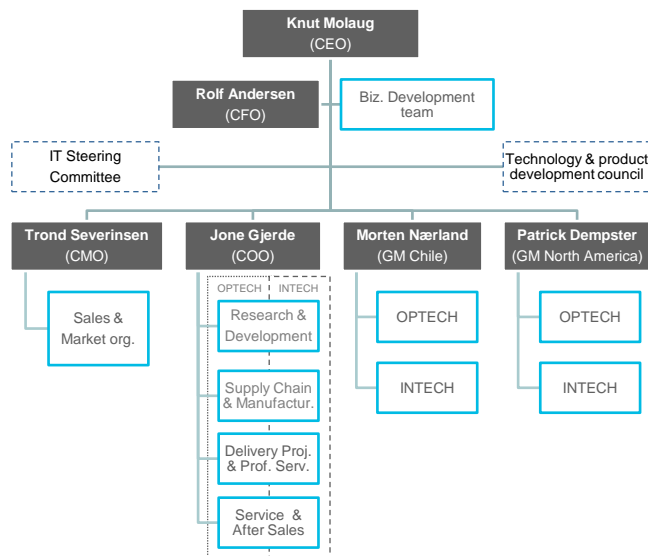 Knut Molaug
(CEO)
Rolf Andersen
(CFO)
Biz. Development
team
IT Steering
Committee
Technology & product
development council
Trond Severinsen
(CMO)
Jone Gjerde
(COO)
Morten Nærland
(GM Chile)
Patrick Dempster
(GM North America)
Sales &
Market org.
OPTECH INTECH
Research &
Development
Supply Chain
& Manufactur.
Delivery Proj.
& Prof. Serv.
Service &
After Sales
OPTECH
INTECH
OPTECH
INTECH